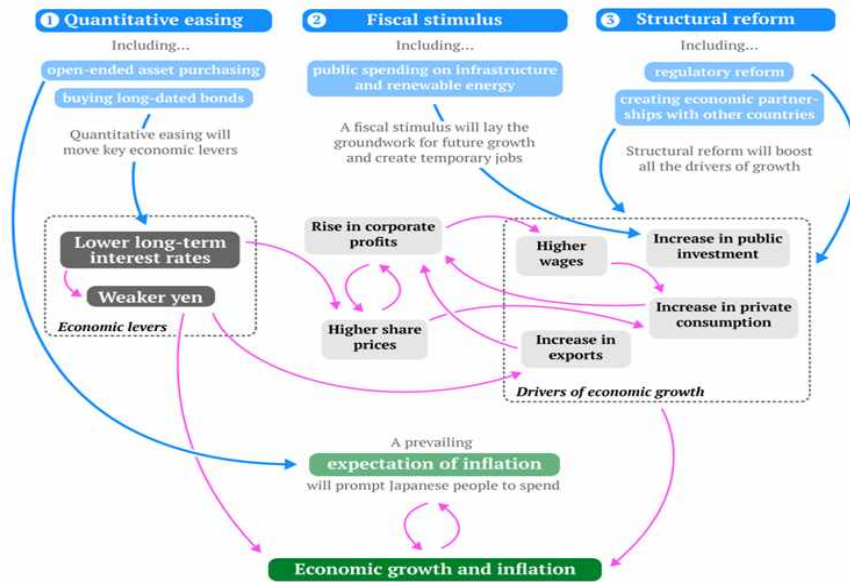 1 Quantitative easing
Including...
open-ended asset purchasing
buying long-dated bonds
Quantitative easing will
move key economic levers
2 Fiscal stimulus
Including...
public spending on infrastructure
and renewable energy
A fiscal stimulus will lay the
groundwork for future growth
and create temporary jobs
3 Structural reform
Including...
regulatory reform
creating economic partner-
ships with other countries
Structural reform will boost
all the drivers of growth
Lower long-term
interest rates
Weaker yen
Economic levers
Rise in corporate
profits
Higher share
prices
Higher
wages
Increase in public
investment
Increase in private
consumption
Increase in
exports
Drivers of economic growth
A prevailing
expectation of inflation
will prompt Japanese people to spend
Economic growth and inflation